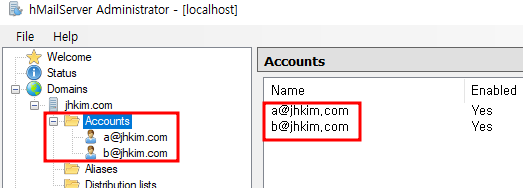 hMailServer Administrator - [localhost]
File Help
Welcome
Status
Domains
jhkim.com
Accounts
a@jhkim.com
b@jhkim.com
Aliases
Distribution lists
Accounts
Name Enabled
a@jhkim.com Yes
b@jhkim.com Yes